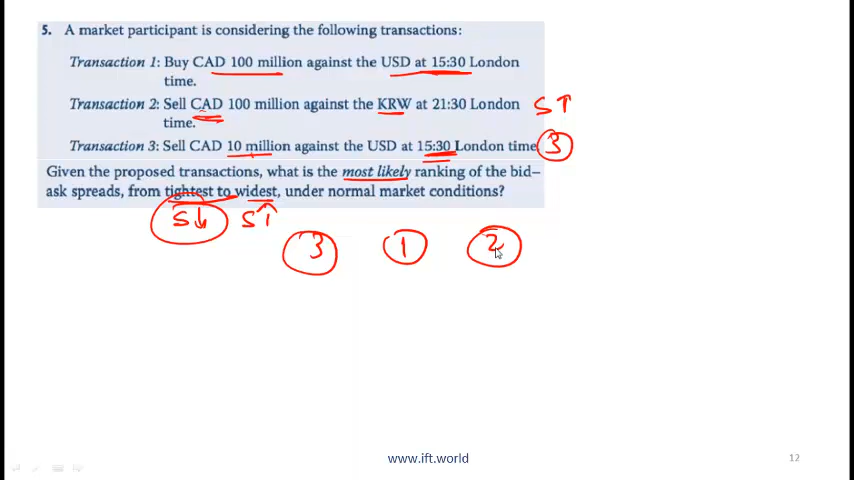 5. A market participant is considering the following transactions:
Transaction 1: Buy CAD 100 million against the USD at 15:30 London
time.
Transaction 2: Sell CAD 100 million against the KRW at 21:30 London S↑
time.
Transaction 3: Sell CAD 10 million against the USD at 15:30 London time. 3
Given the proposed transactions, what is the most likely ranking of the bid–
ask spreads, from tightest to widest, under normal market conditions?
S↓ S↑
3 1 2
www.ift.world 12